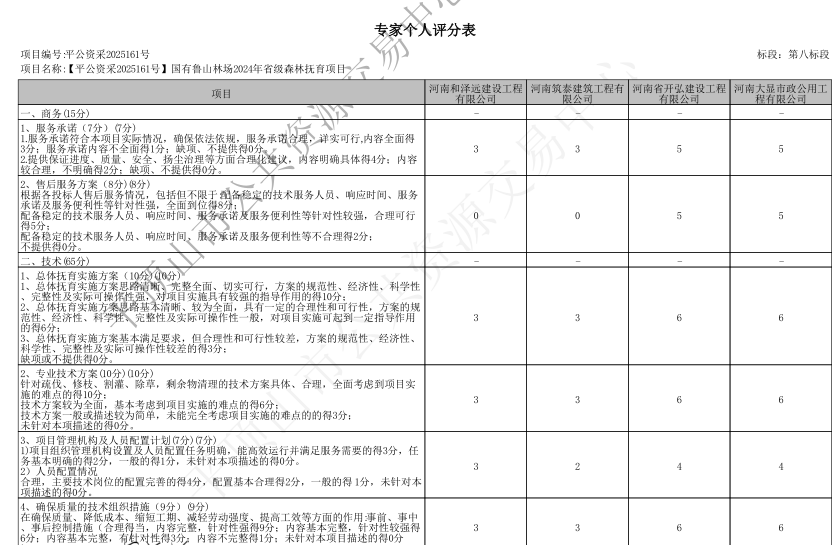 专家个人评分表
项目编号:平公资采2025161号
标段: 第八标段
项目名称:【平公资采2025161号】国有鲁山林场2024年省级森林抚育项目
项目 河南和泽远建设工程有限公司 河南筑泰建筑工程有限公司 河南省开弘建设工程有限公司 河南大显市政公用工程有限公司
一、商务(15分) — — — —
1、服务承诺（7分）(7分)
1.服务承诺符合本项目实际情况, 确保依法依规, 服务承诺合理, 详实可行,内容全面得
3分; 服务承诺内容不全面得1分; 缺项、不提供得0分。
2.提供保证进度、质量、安全、扬尘治理等方面合理化建议, 内容明确具体得4分; 内容
较合理, 不明确得2分; 缺项、不提供得0分。
3 3 5 5
2、售后服务方案（8分)(8分)
根据各投标人售后服务情况, 包括但不限于:配备稳定的技术服务人员、响应时间、服务
承诺及服务便利性等针对性强, 全面到位得8分;
配备稳定的技术服务人员、响应时间、服务承诺及服务便利性等针对性较强, 合理可行
得5分;
配备稳定的技术服务人员、响应时间、服务承诺及服务便利性等不合理得2分;
不提供得0分。
0 0 5 5
二、技术(65分) — — — —
1、总体抚育实施方案（10分)(10分)
1、总体抚育实施方案思路清晰、完整全面、切实可行, 方案的规范性、经济性、科学性
、完整性及实际可操作性强, 对项目实施具有较强的指导作用的得10分;
2、总体抚育实施方案思路基本清晰、较为全面, 具有一定的合理性和可行性, 方案的规
范性、经济性、科学性、完整性及实际可操作性一般, 对项目实施可起到一定指导作用
的得6分;
3、总体抚育实施方案基本满足要求, 但合理性和可行性较差, 方案的规范性、经济性、
科学性、完整性及实际可操作性较差的得3分;
缺项或不提供得0分。
3 3 6 6
2、专业技术方案(10分)(10分)
针对疏伐、修枝、割灌、除草, 剩余物清理的技术方案具体、合理, 全面考虑到项目实
施的难点的得10分;
技术方案较为全面, 基本考虑到项目实施的难点的得6分;
技术方案一般或描述较为简单, 未能完全考虑项目实施的难点的的得3分;
未针对本项描述的得0分。
3 3 6 6
3、项目管理机构及人员配置计划(7分)(7分)
1)项目组织管理机构设置及人员配置任务明确, 能高效运行并满足服务需要的得3分, 任
务基本明确的得2分, 一般的得1分, 未针对本项描述的得0分。
2）人员配置情况
合理, 主要技术岗位的配置完善的得4分, 配置基本合理得2分, 一般的得 1分, 未针对本
项描述的得0分。
3 2 4 4
4、确保质量的技术组织措施（9分）(9分)
在确保质量、降低成本、缩短工期、减轻劳动强度、提高工效等方面的作用:事前、事中
、事后控制措施（合理得当, 内容完整, 针对性强得9分; 内容基本完整, 针对性较强得
6分; 内容基本完整, 有针对性得3分; 内容不完整得1分; 未针对本项描述的得0分
3 3 6 6
平顶山市公共资源交易中心
平顶山市公共资源交易中心